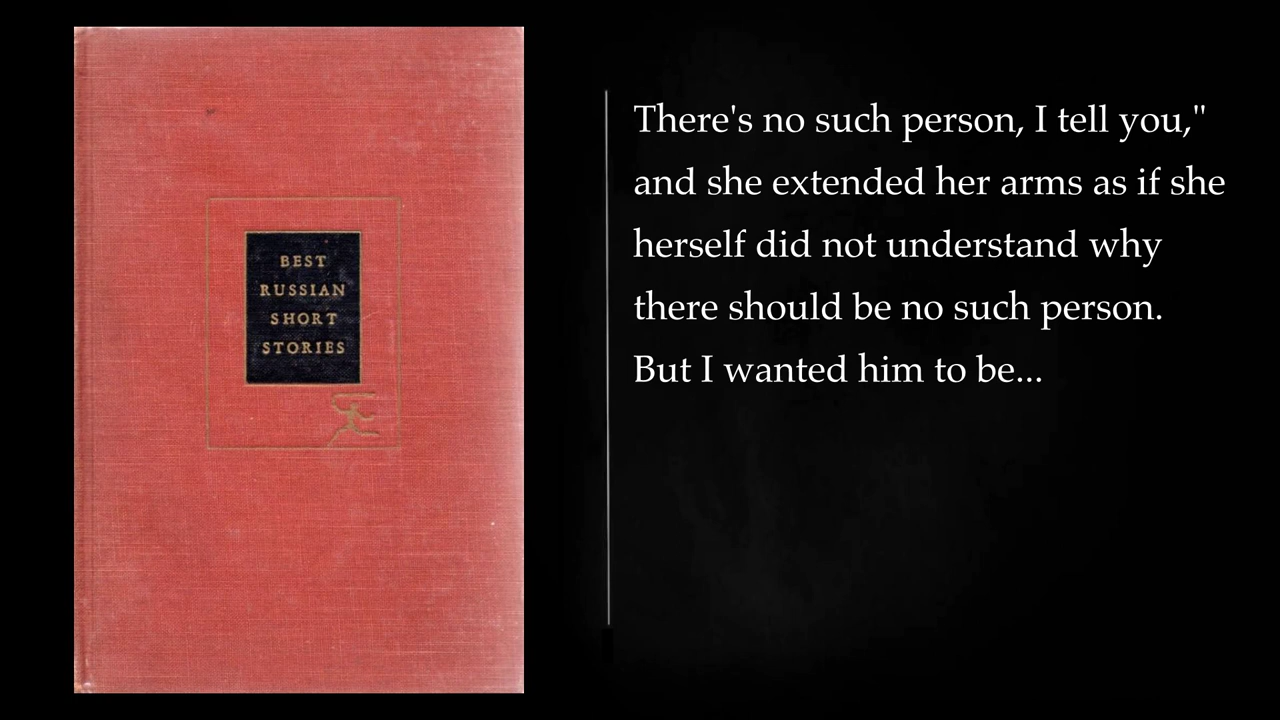 BEST
RUSSIAN
SHORT
STORIES
There's no such person, I tell you,"
and she extended her arms as if she
herself did not understand why
there should be no such person.
But I wanted him to be...